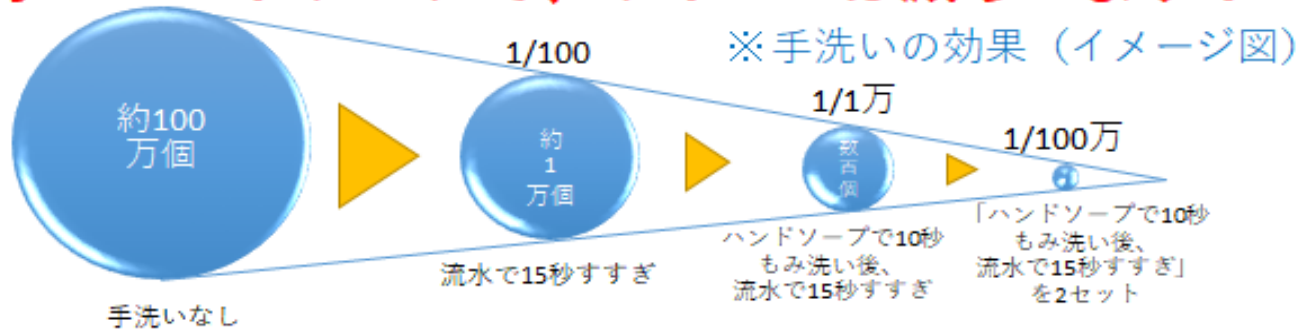 ※手洗いの効果（イメージ図）
1/100
1/1万
1/100万
約100
万個
約
1
万個
数
百
個
手洗いなし
流水で15秒すすぎ
ハンドソープで10秒
もみ洗い後、
流水で15秒すすぎ
「ハンドソープで10秒
もみ洗い後、
流水で15秒すすぎ」
を2セット